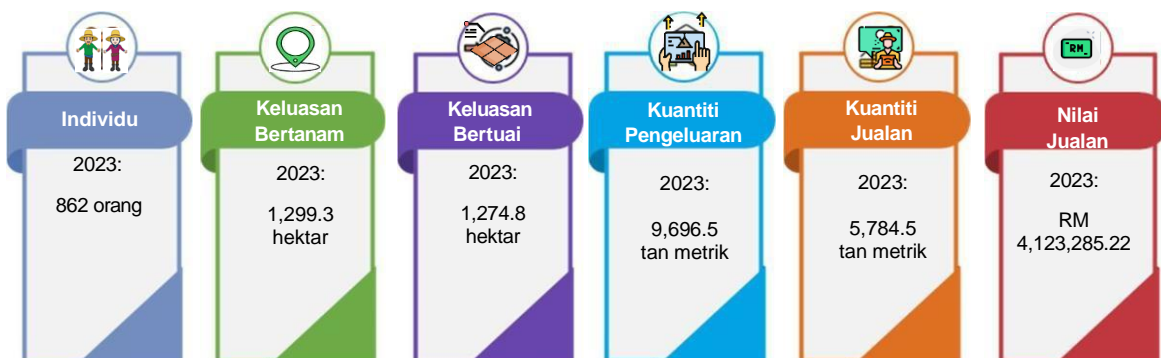 Individu
2023:
862 orang
Keluasan
Bertanam
2023:
1,299.3
hektar
Keluasan
Bertuai
2023:
1,274.8
hektar
Kuantiti
Pengeluaran
2023:
9,696.5
tan metrik
Kuantiti
Jualan
2023:
5,784.5
tan metrik
RM
Nilai
Jualan
2023:
RM
4,123,285.22